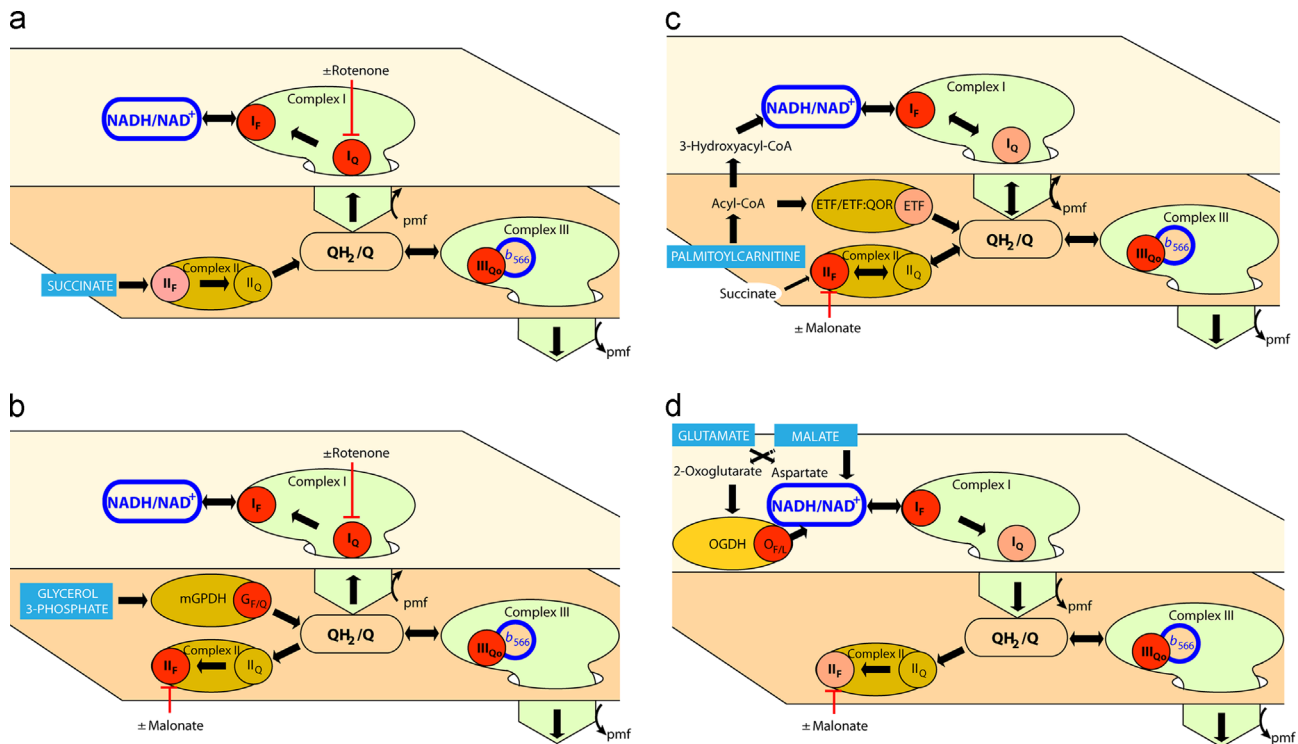 a
±Rotenone
Complex I
NADH/NAD+
IF
IQ
pmf
QH2/Q
Complex III
IIIQo
b566
SUCCINATE
Complex II
IIF
IIQ
pmf
b
±Rotenone
Complex I
NADH/NAD+
IF
IQ
pmf
GLYCEROL
3-PHOSPHATE
mGPDH
GF/Q
QH2/Q
Complex III
IIIQo
b566
Complex II
IIF
IIQ
± Malonate
pmf
c
Complex I
NADH/NAD+
IF
IQ
3-Hydroxyacyl-CoA
pmf
Acyl-CoA
ETF/ETF:QOR
ETF
QH2/Q
Complex III
IIIQo
b566
PALMITOYLCARNITINE
Complex II
IIF
IIQ
Succinate
± Malonate
pmf
d
GLUTAMATE
MALATE
2-Oxoglutarate
Aspartate
Complex I
NADH/NAD+
IF
IQ
OGDH
OF/L
pmf
QH2/Q
Complex III
IIIQo
b566
Complex II
IIF
IIQ
± Malonate
pmf